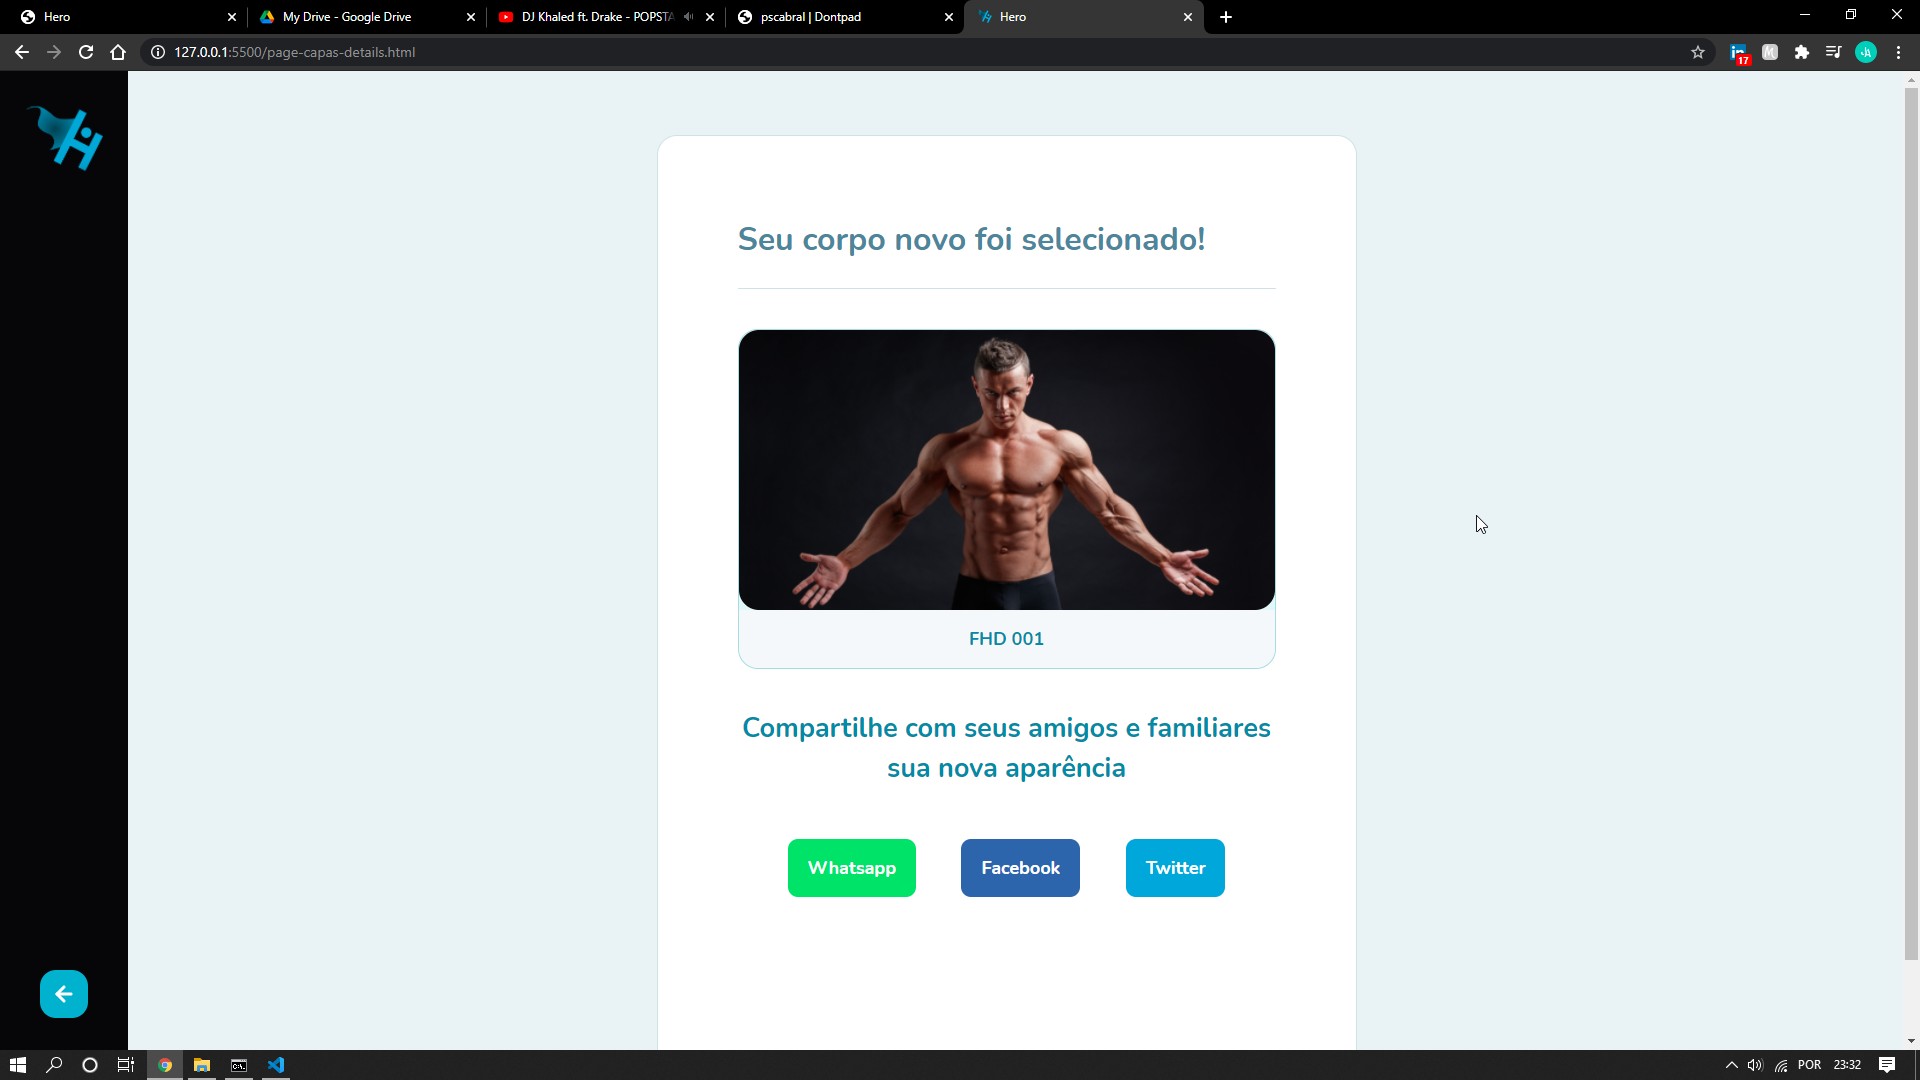 Hero
My Drive - Google Drive
DJ Khaled ft. Drake - POPSTA
pscabral | Dontpad
Hero
127.0.0.1:5500/page-capas-details.html
17
H
Seu corpo novo foi selecionado!
FHD 001
Compartilhe com seus amigos e familiares
sua nova aparência
Whatsapp
Facebook
Twitter
POR
23:32